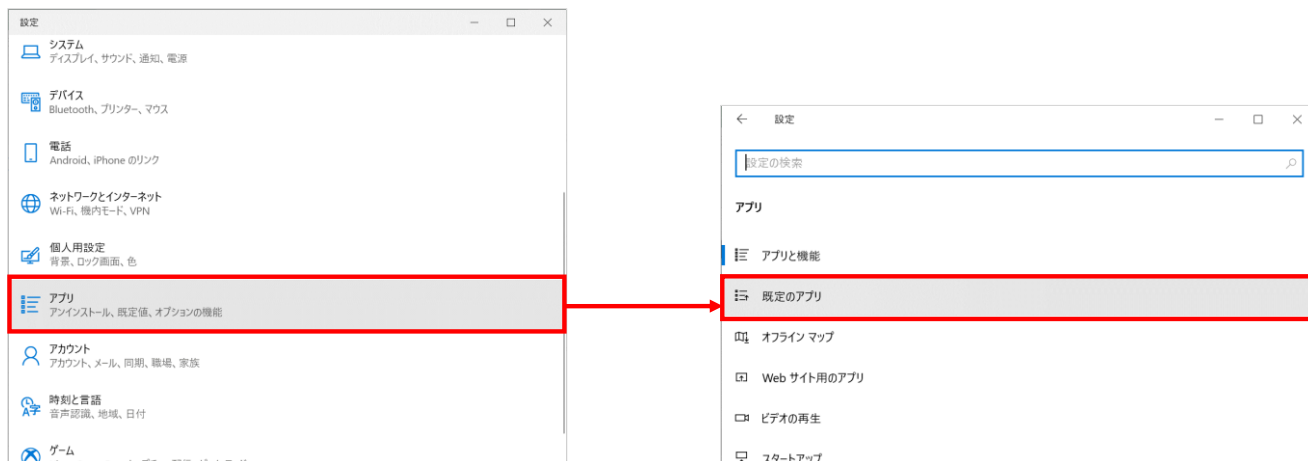 設定
システム
ディスプレイ、サウンド、通知、電源
デバイス
Bluetooth、プリンター、マウス
電話
Android、iPhone のリンク
ネットワークとインターネット
Wi-Fi、機内モード、VPN
個人用設定
背景、ロック画面、色
アプリ
アンインストール、既定値、オプションの機能
アカウント
アカウント、メール、同期、職場、家族
時刻と言語
音声認識、地域、日付
ゲーム
設定
設定の検索
アプリ
アプリと機能
既定のアプリ
オフライン マップ
Web サイト用のアプリ
ビデオの再生
スタートアップ